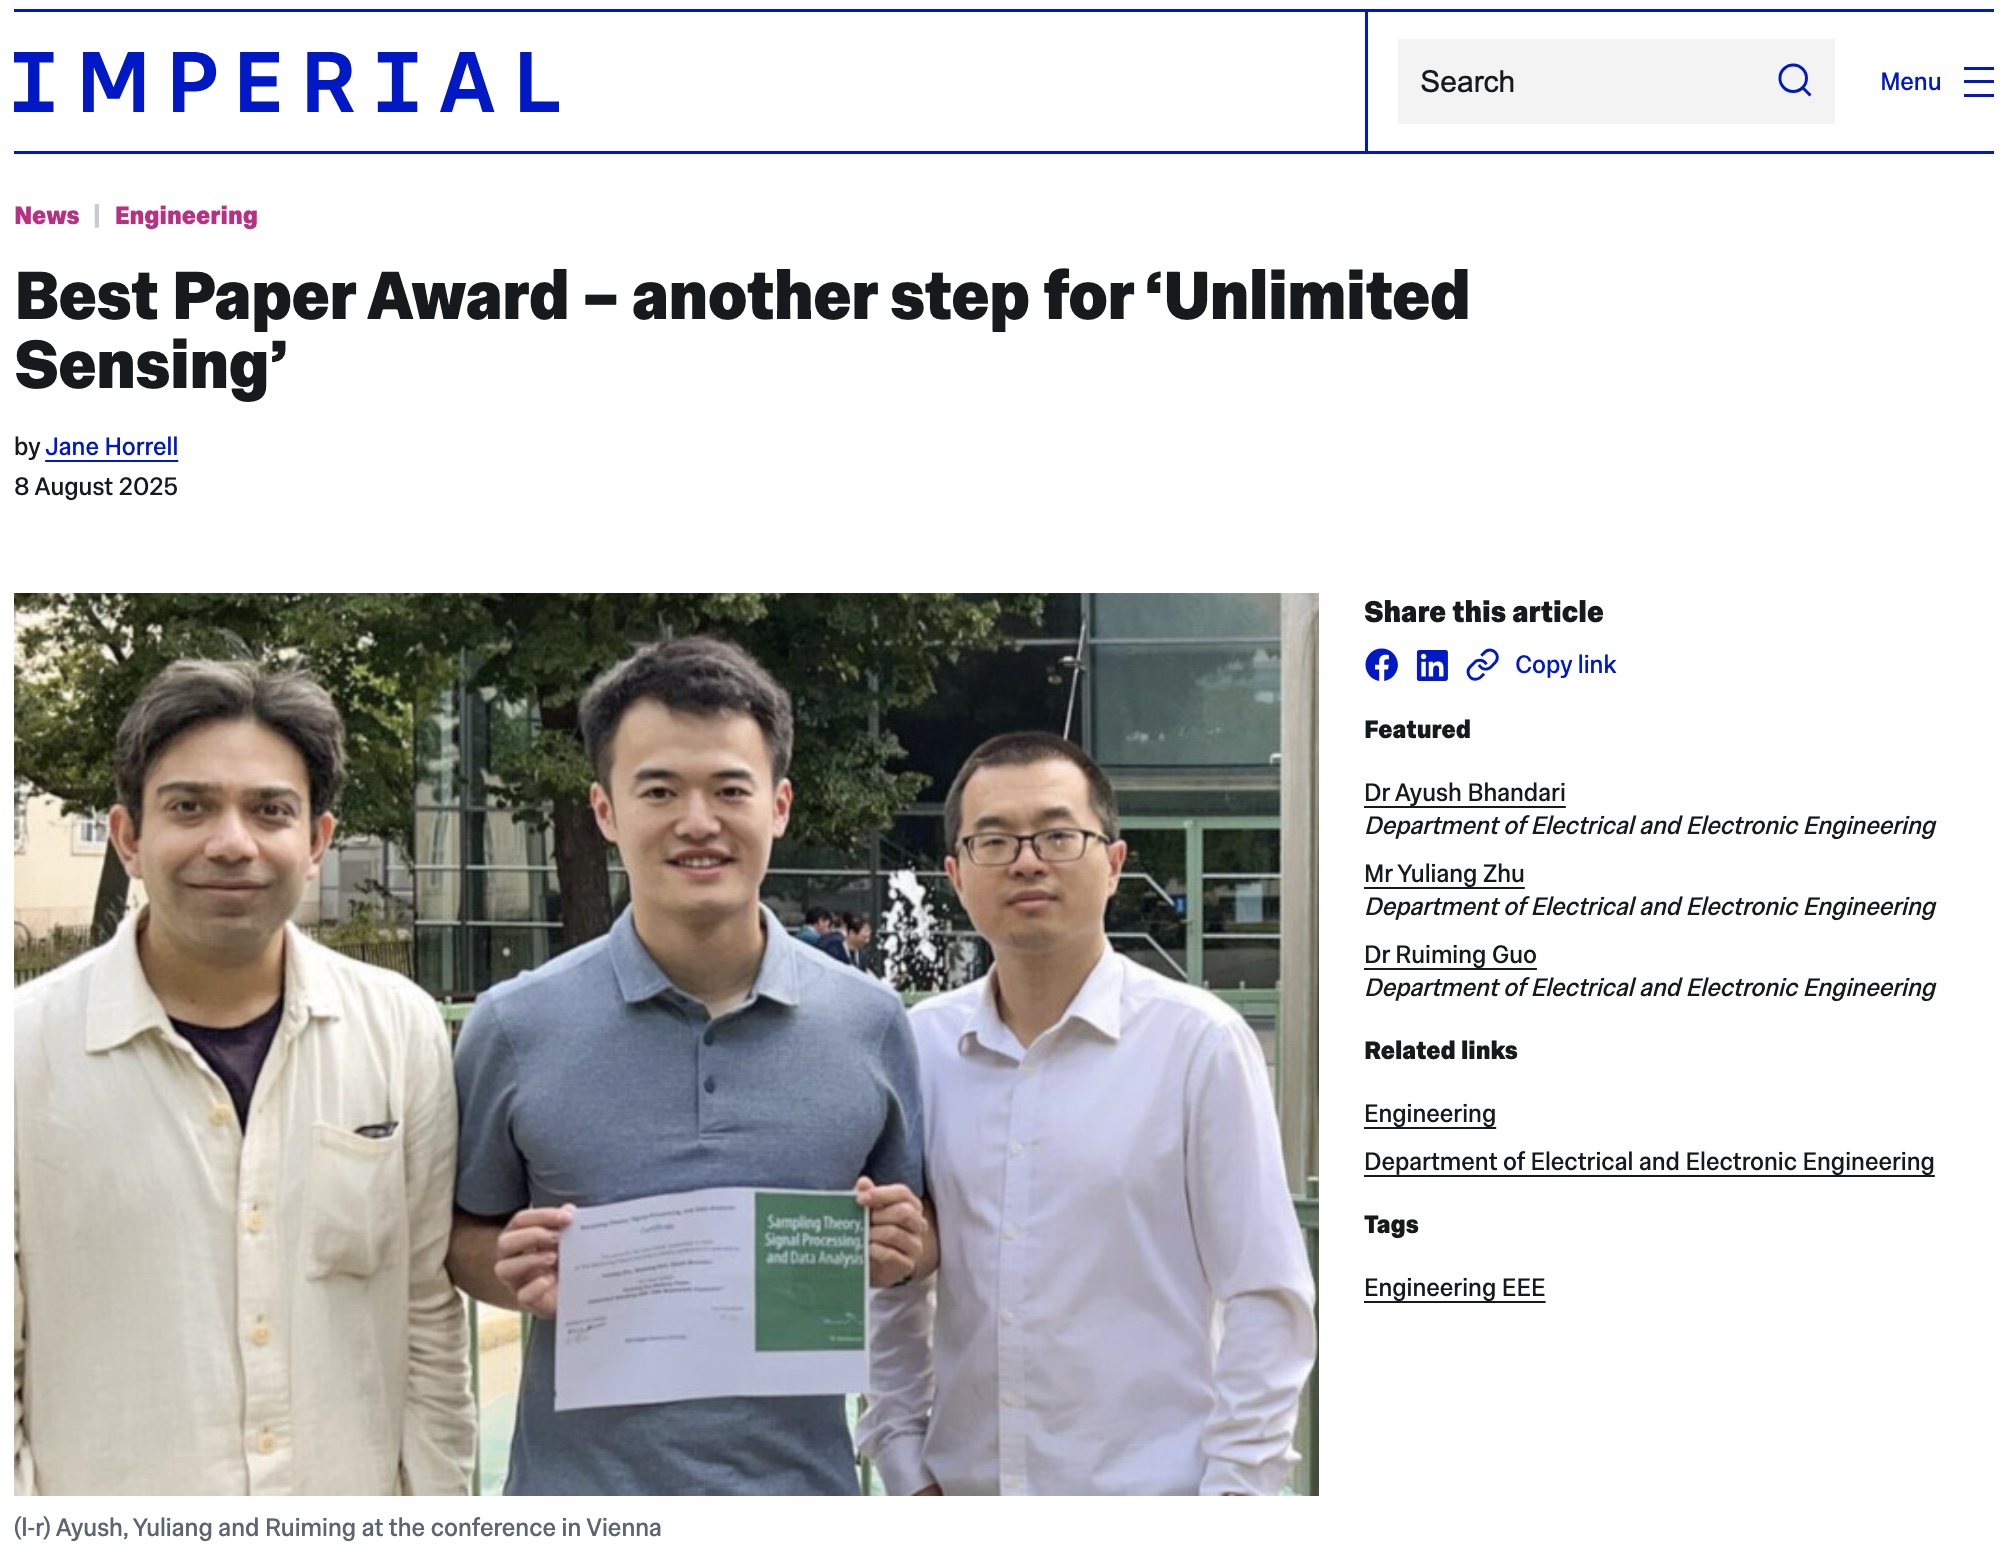 IMPERIAL
Search
Menu
News | Engineering
Best Paper Award – another step for ‘Unlimited
Sensing’
by Jane Horrell
8 August 2025
Sampling Theory,
Signal Processing,
and Data Analysis
(l-r) Ayush, Yuliang and Ruiming at the conference in Vienna
Share this article
Copy link
Featured
Dr Ayush Bhandari
Department of Electrical and Electronic Engineering
Mr Yuliang Zhu
Department of Electrical and Electronic Engineering
Dr Ruiming Guo
Department of Electrical and Electronic Engineering
Related links
Engineering
Department of Electrical and Electronic Engineering
Tags
Engineering EEE